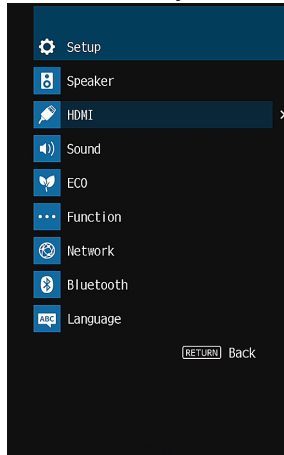 Setup
Speaker
HDMI
Sound
ECO
Function
Network
Bluetooth
ABC Language
RETURN Back